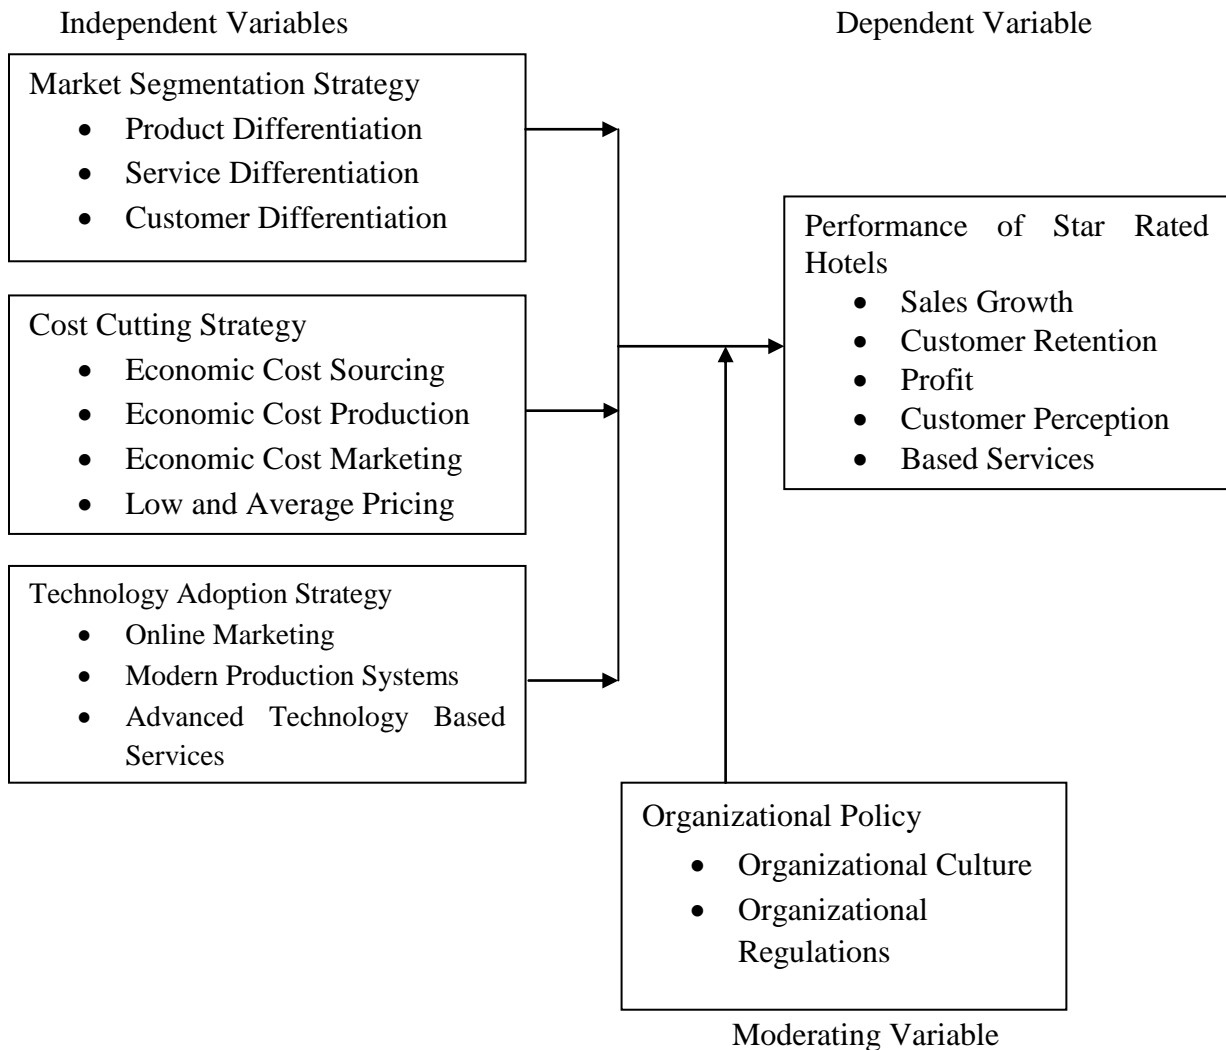 Independent Variables
Dependent Variable
Market Segmentation Strategy
• Product Differentiation
• Service Differentiation
• Customer Differentiation
Cost Cutting Strategy
• Economic Cost Sourcing
• Economic Cost Production
• Economic Cost Marketing
• Low and Average Pricing
Technology Adoption Strategy
• Online Marketing
• Modern Production Systems
• Advanced Technology Based
Services
Performance of Star Rated
Hotels
• Sales Growth
• Customer Retention
• Profit
• Customer Perception
• Based Services
Organizational Policy
• Organizational Culture
• Organizational
Regulations
Moderating Variable